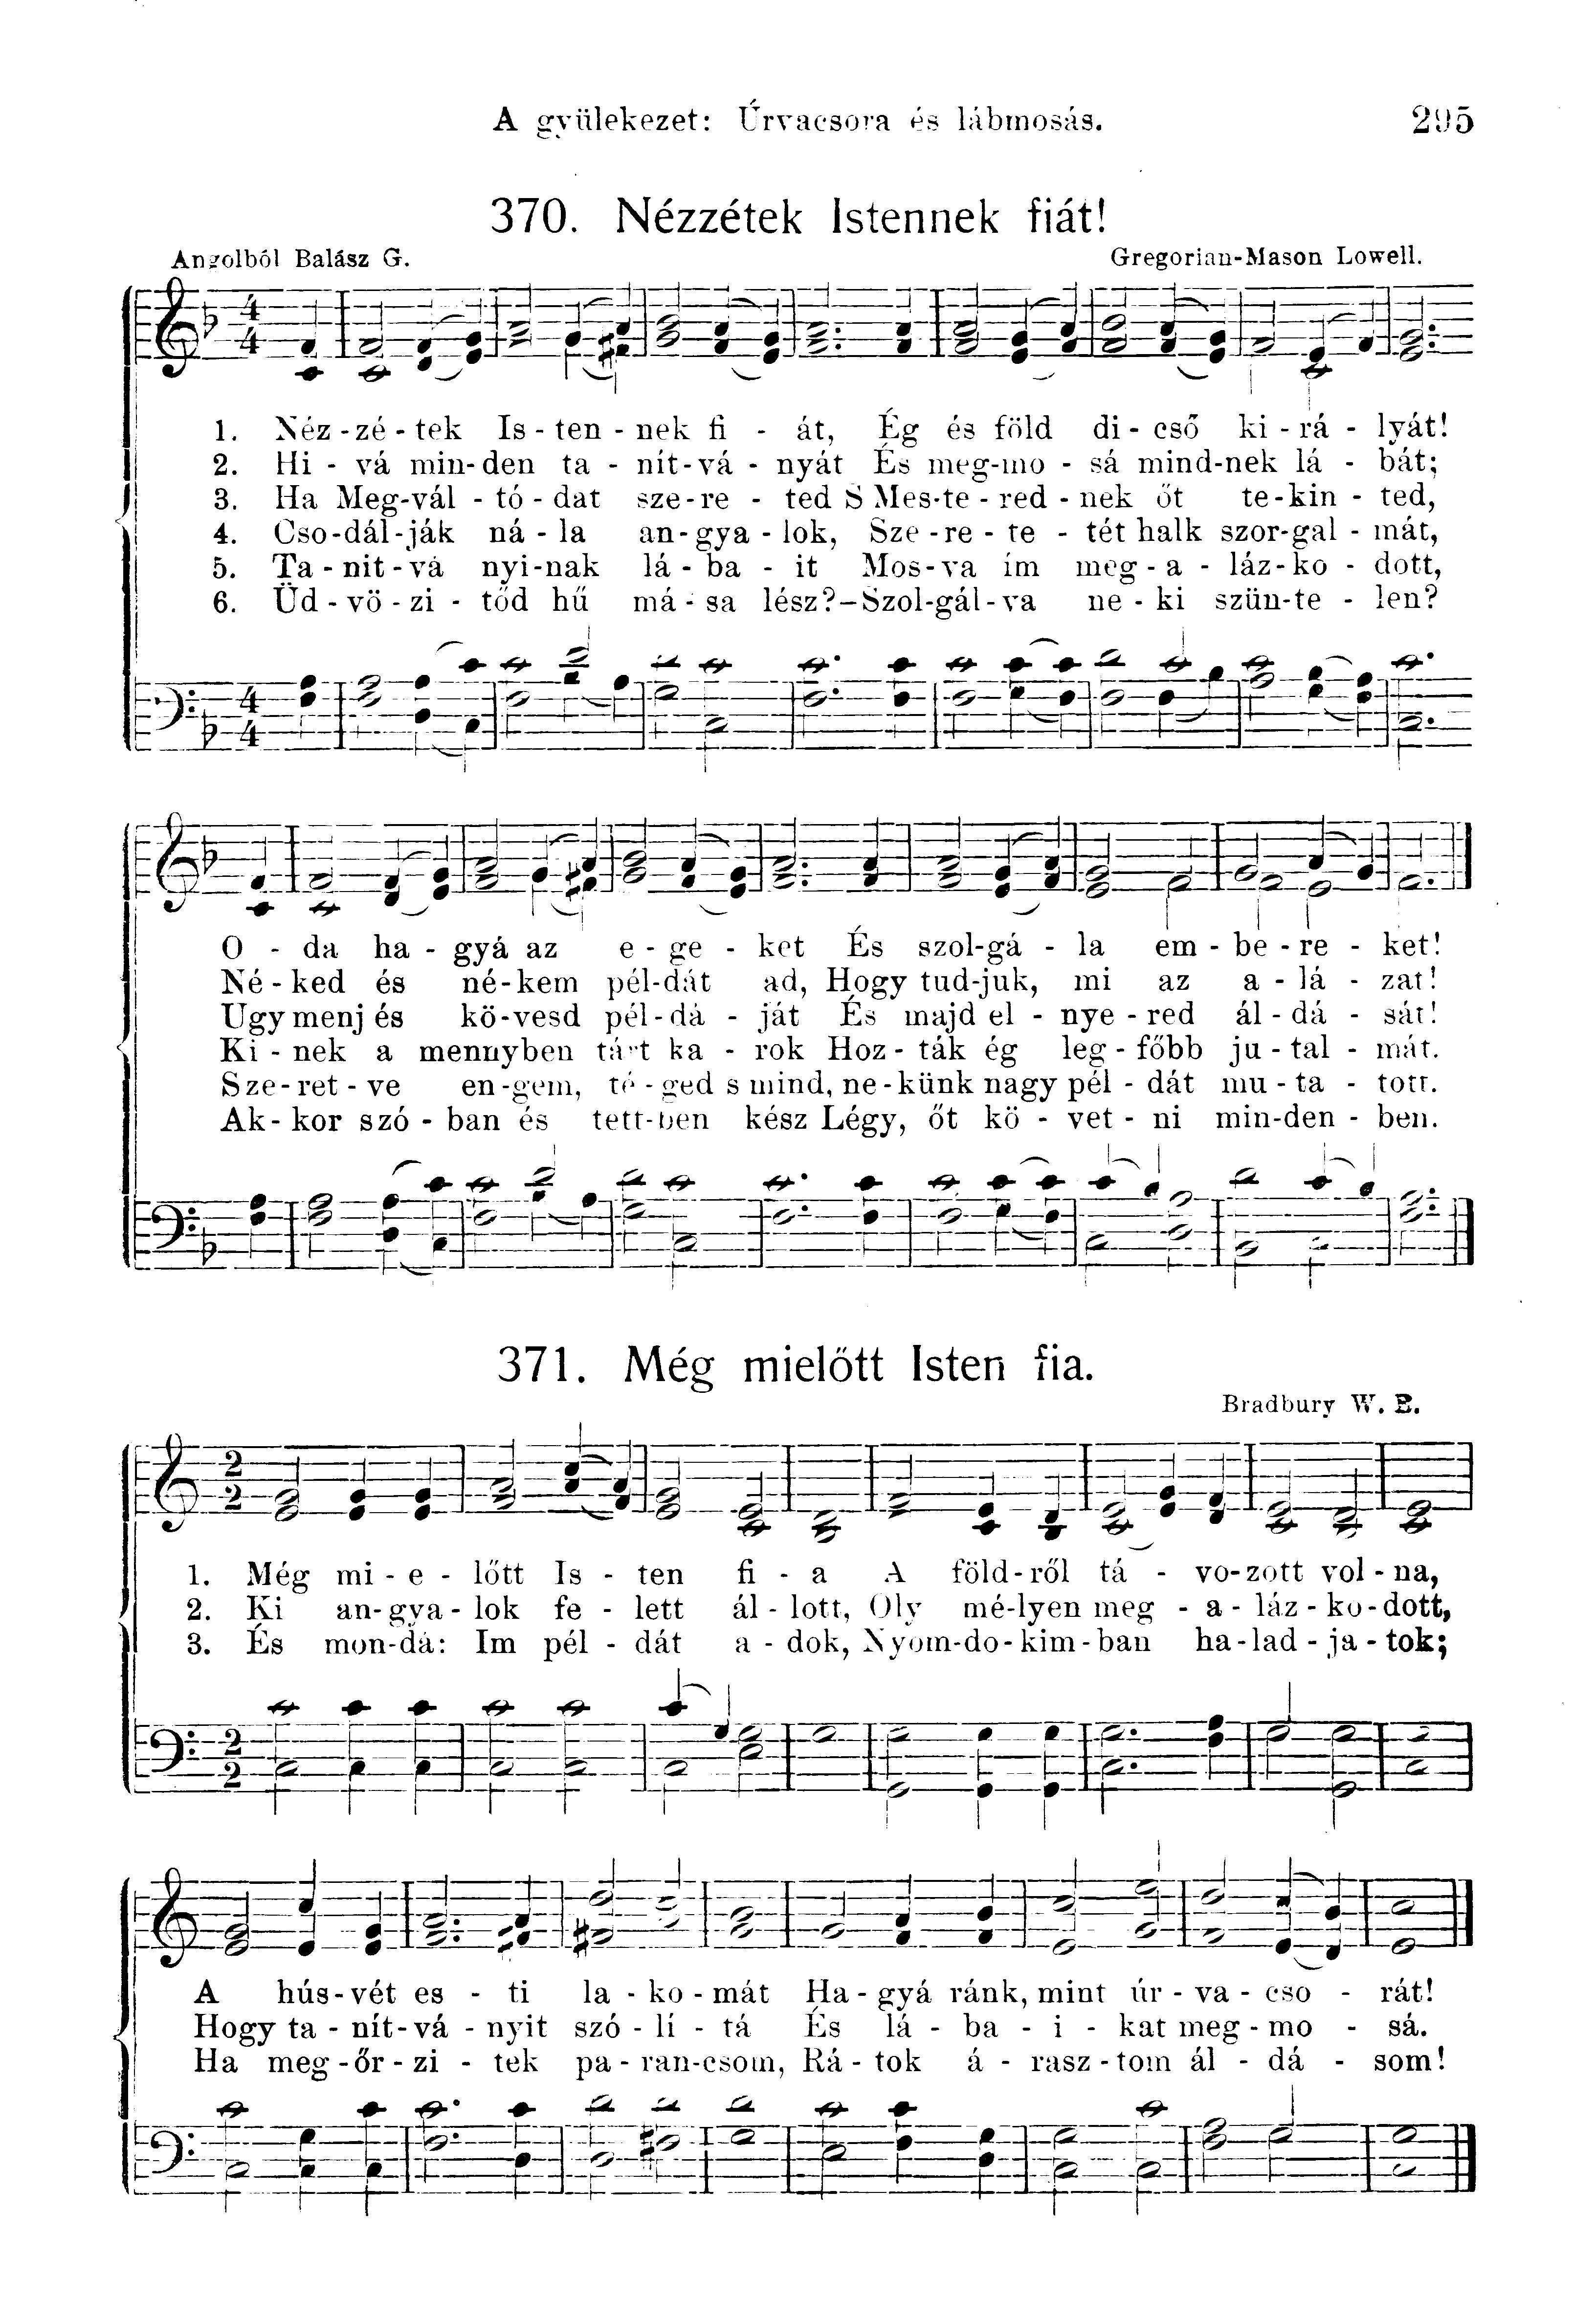 A gyülekezet: Úrvacsora és lábmosás.
295
370. Nézzétek Istennek fiát!
Angolból Balász G.
Gregorian-Mason Lowell.
1. Néz-zé-tek Is-ten-nek fi - át, Ég és föld di-cső ki-rá-lyát!
2. Hi-vá min-den ta-nít-vá-nyát És meg-mo-sá mind-nek lá-bát;
3. Ha Meg-vál-tó-dat sze-re-ted S Mes-te-red-nek őt te-kin-ted,
4. Cso-dál-ják ná-la an-gya-lok, Sze-re-te-tét halk szor-gal-mát,
5. Ta-nit-vá nyi-nak lá-ba-it Mos-va ím meg-a-láz-ko-dott,
6. Üd-vö-zi-tőd hű má-sa lész?–Szol-gál-va ne-ki szün-te-len?
O-da ha-gyá az e-ge-ket És szol-gá-la em-be-re-ket!
Né-ked és né-kem pél-dát ad, Hogy tud-juk, mi az a-lá-zat!
Ugy menj és kö-vesd pél-dá-ját És majd el-nye-red ál-dá-sát!
Ki-nek a mennyben tárt ka-rok Hoz-ták ég leg-főbb ju-tal-mát.
Sze-ret-ve en-gem, té-ged s mind, ne-künk nagy pél-dát mu-ta-tott.
Ak-kor szó-ban és tett-ben kész Légy, őt kö-vet-ni min-den-ben.
371. Még mielőtt Isten fia.
Bradbury W. B.
1. Még mi-e-lőtt Is-ten fi-a A föld-ről tá-vo-zott vol-na,
2. Ki an-gya-lok fe-lett ál-lott, Oly mé-lyen meg-a-láz-ko-dott,
3. És mon-dá: Im pél-dát a-dok, Nyom-do-kim-ban ha-lad-ja-tok;
A hús-vét es-ti la-ko-mát Ha-gyá ránk, mint úr-va-cso-rát!
Hogy ta-nít-vá-nyit szó-lí-tá És lá-ba-i-kat meg-mo-sá.
Ha meg-őr-zi-tek pa-ran-csom, Rá-tok á-rasz-tom ál-dá-som!